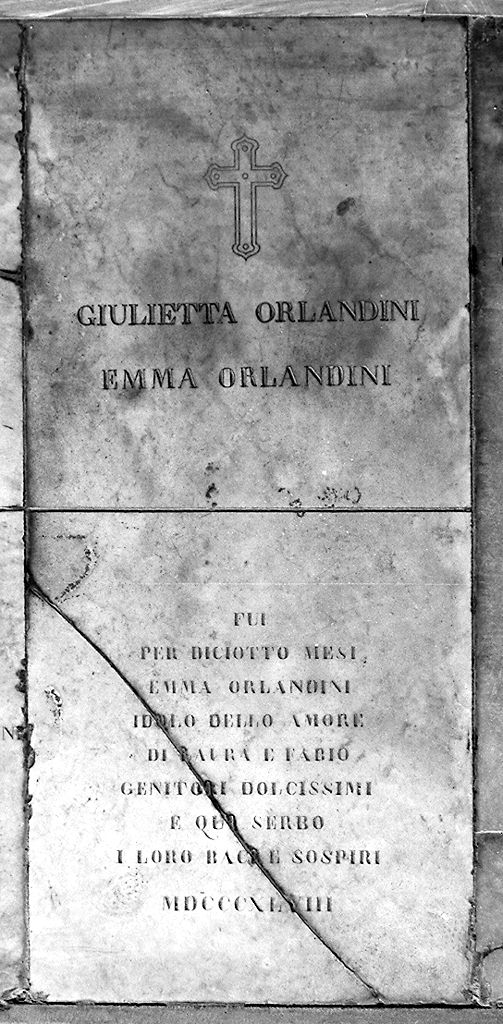 GIULIETTA ORLANDINI
EMMA ORLANDINI
FUI
PER DICIOTTO MESI
EMMA ORLANDINI
IDOLO DELLO AMORE
DI LAURA E FABIO
GENITORI DOLCISSIMI
E QUI SERBO
I LORO BACI E SOSPIRI
MDCCCXLVIII
N